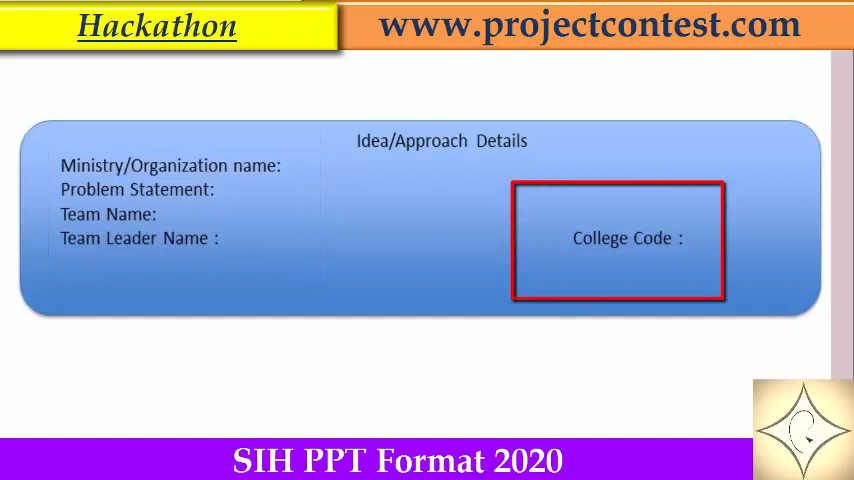 Hackathon
www.projectcontest.com
Idea/Approach Details
Ministry/Organization name:
Problem Statement:
Team Name:
Team Leader Name :
College Code :
SIH PPT Format 2020